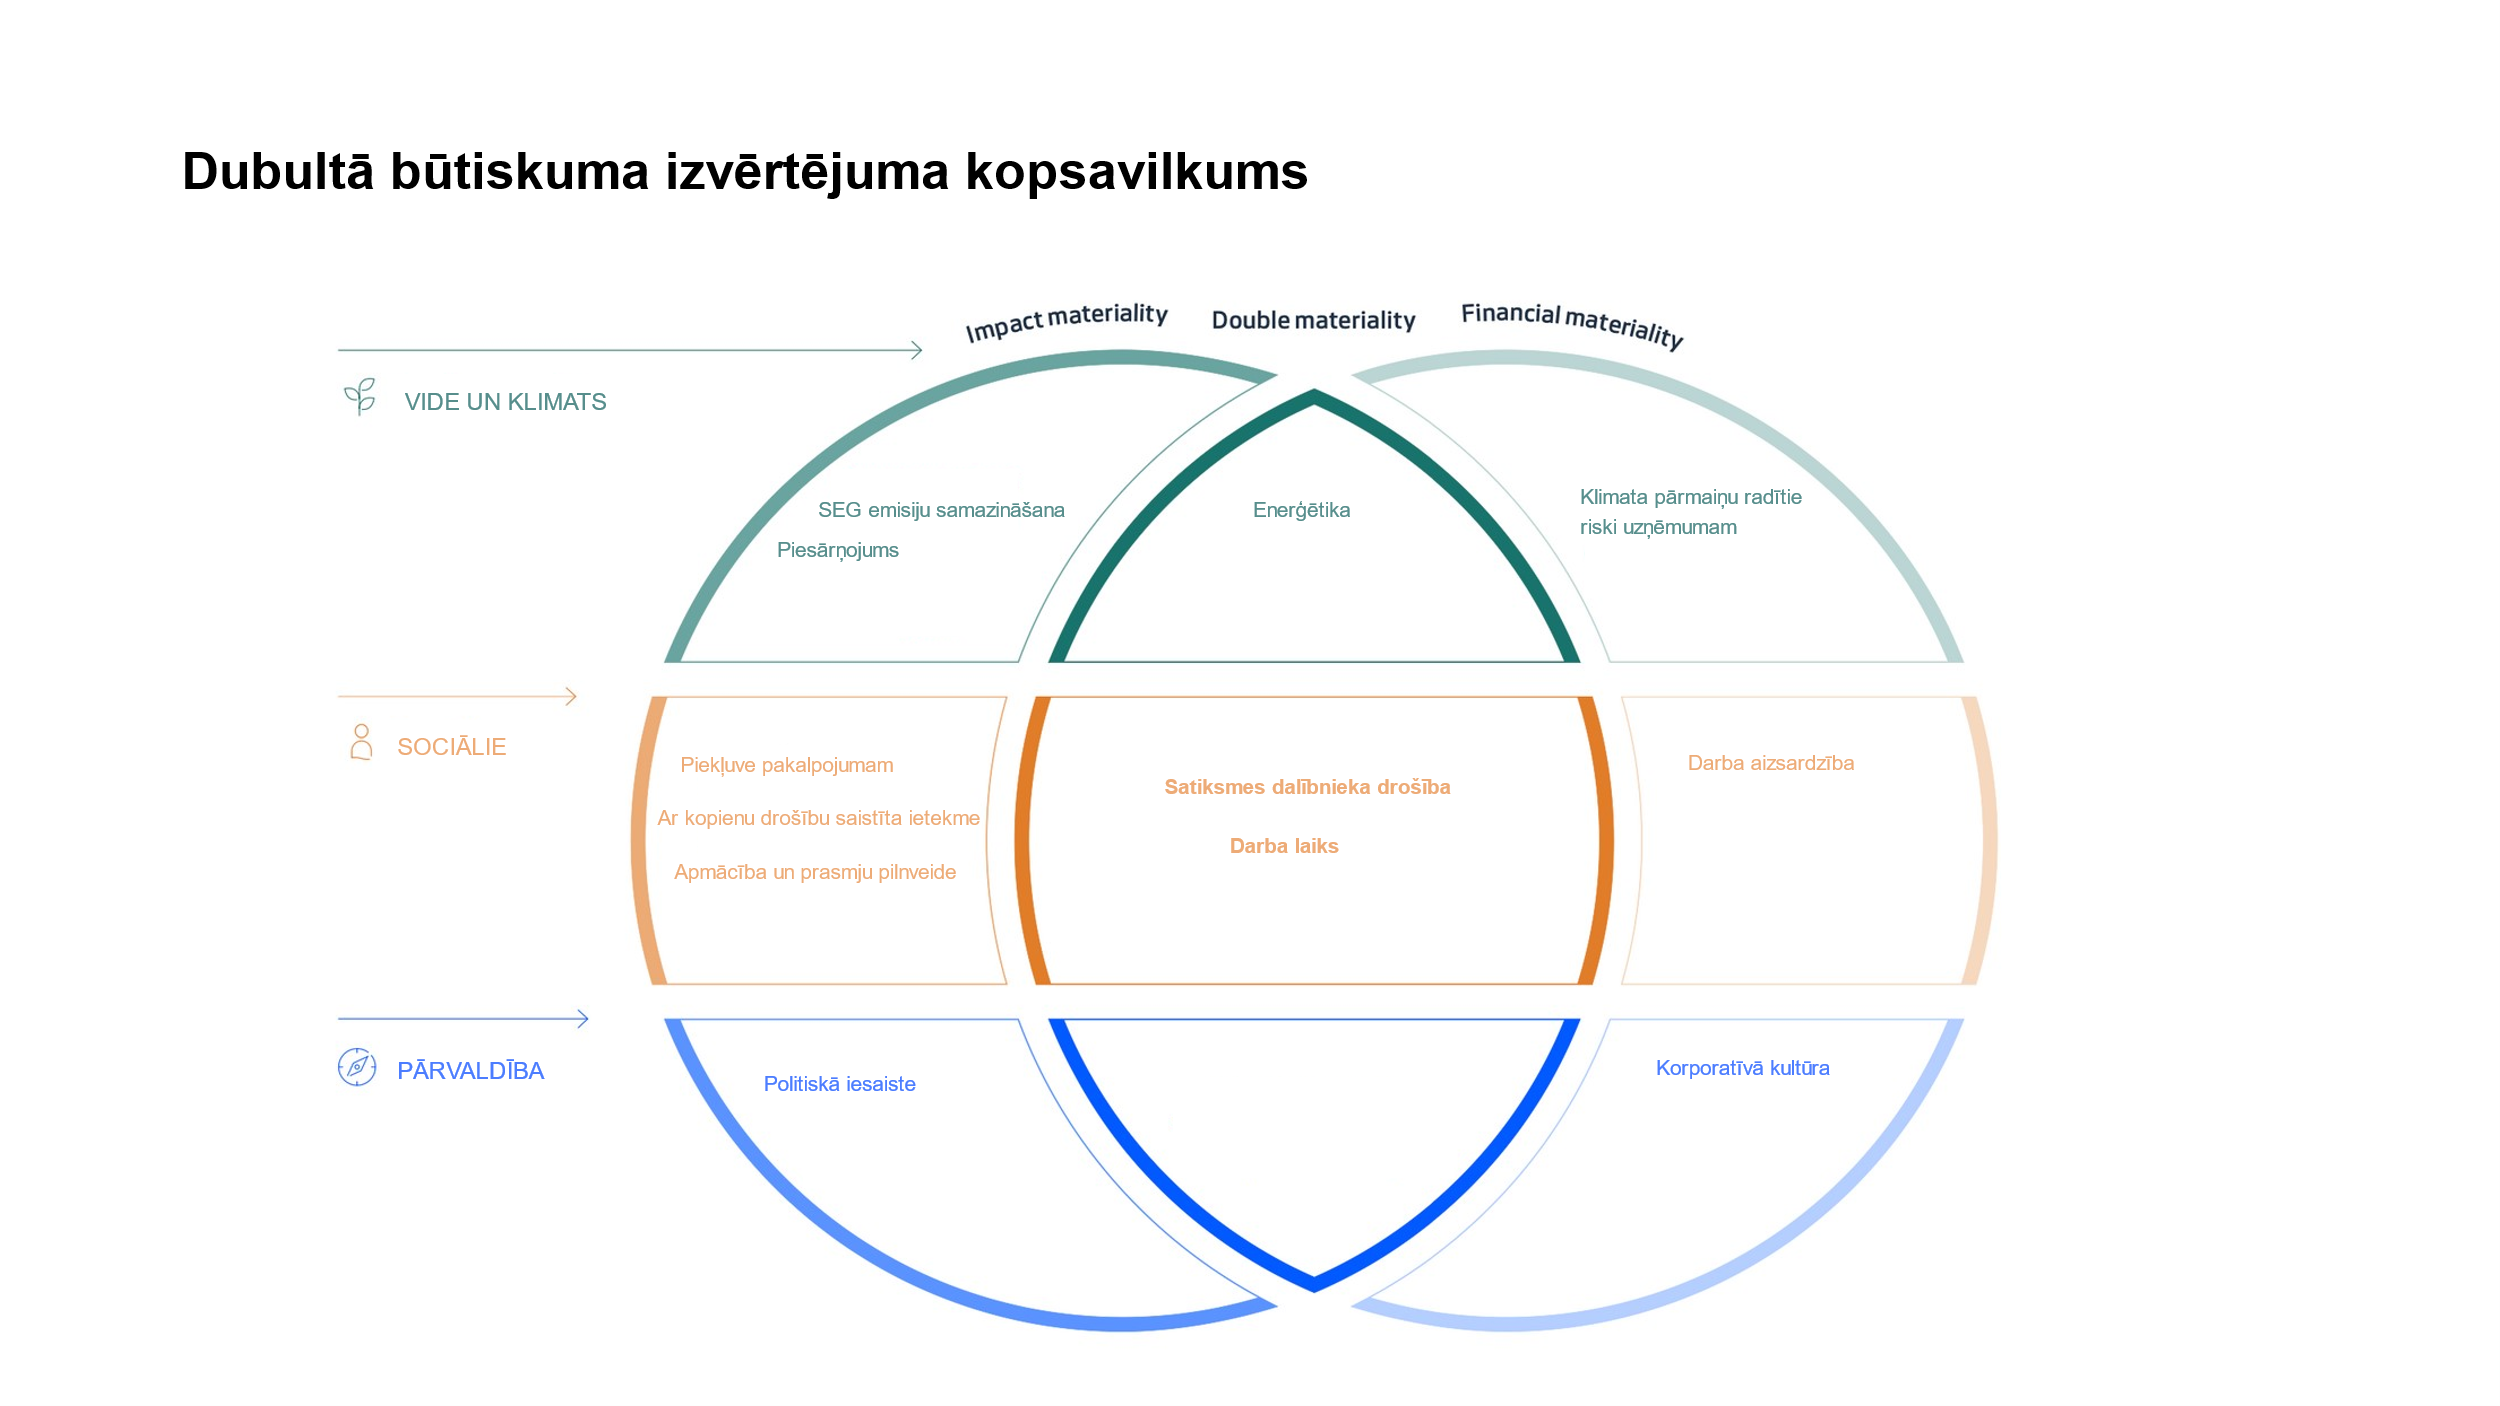 Dubultā būtiskuma izvērtējuma kopsavilkums
Impact materiality
Double materiality
Financial materiality
VIDE UN KLIMATS
SEG emisiju samazināšana
Piesārņojums
Enerģētika
Klimata pārmaiņu radītie
riski uzņēmumam
SOCIĀLIE
Piekļuve pakalpojumam
Ar kopienu drošību saistīta ietekme
Apmācība un prasmju pilnveide
Satiksmes dalībnieka drošība
Darba laiks
Darba aizsardzība
PĀRVALDĪBA
Politiskā iesaiste
Korporatīvā kultūra